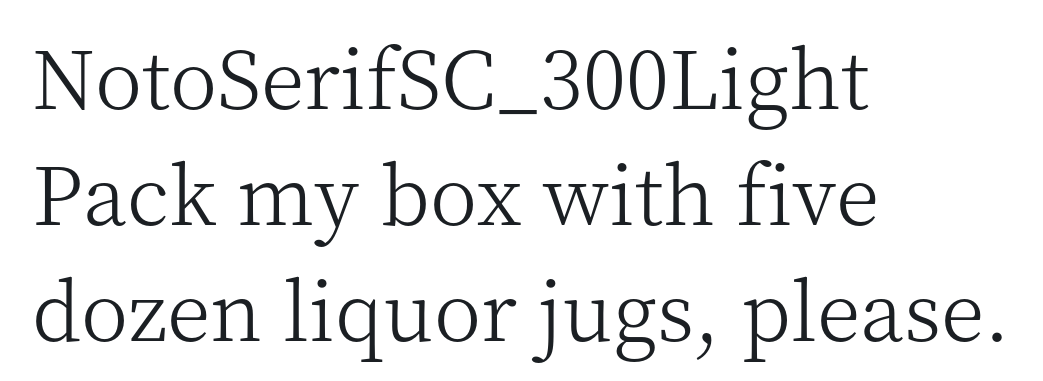 NotoSerifSC_300Light
Pack my box with five
dozen liquor jugs, please.